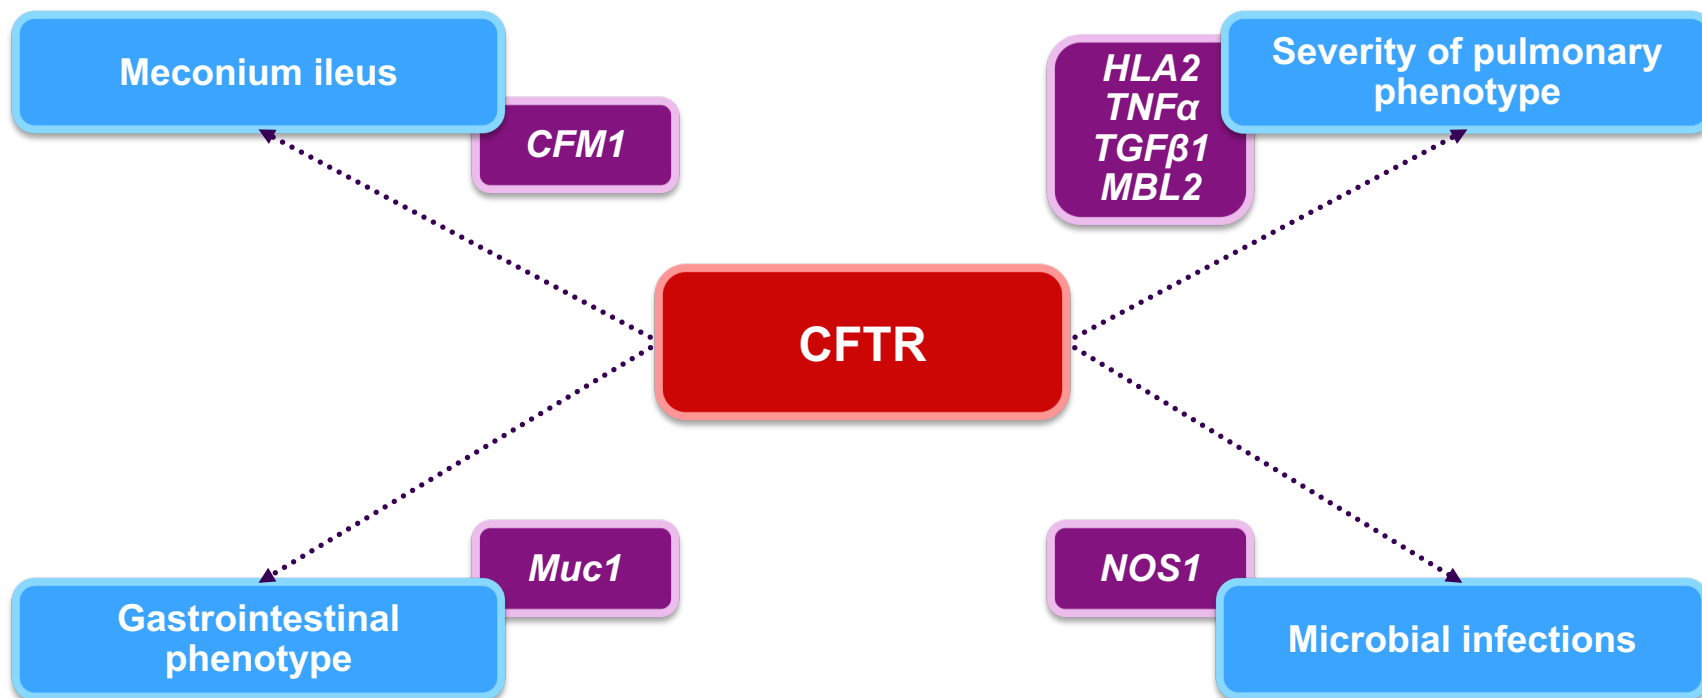 Meconium ileus
CFM1
HLA2
TNFα
TGFβ1
MBL2
Severity of pulmonary
phenotype
CFTR
Gastrointestinal
phenotype
Muc1
NOS1
Microbial infections